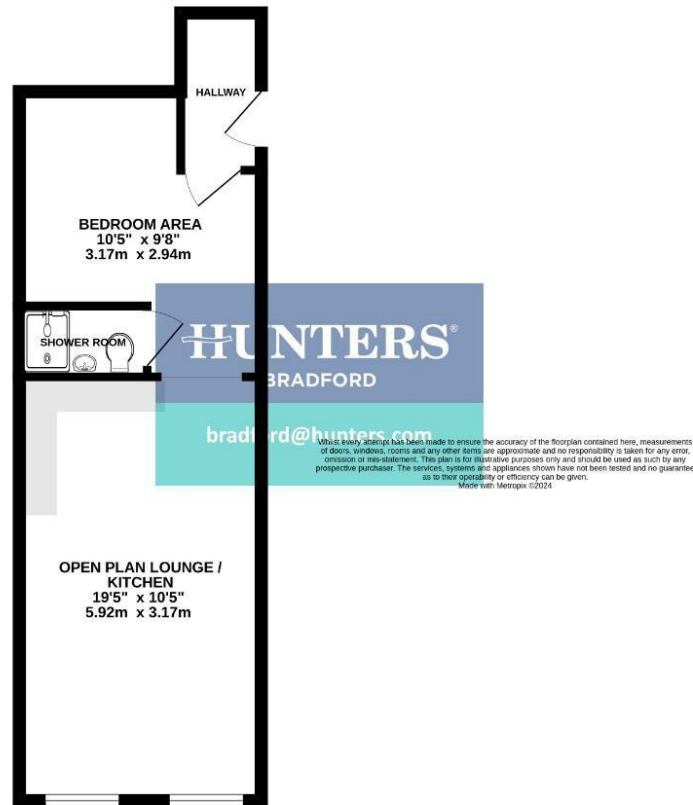 HALLWAY
BEDROOM AREA
10'5" x 9'8"
3.17m x 2.94m
SHOWER ROOM
HUNTERS®
BRADFORD
bradford@hunters.com
Whilst every attempt has been made to ensure the accuracy of the floorplan contained here, measurements
of doors, windows, rooms and any other items are approximate and no responsibility is taken for any error,
omission or mis-statement. This plan is for illustrative purposes only and should be used as such by any
prospective purchaser. The services, systems and appliances shown have not been tested and no guarantee
as to their operability or efficiency can be given.
Made with Metropix ©2024
OPEN PLAN LOUNGE /
KITCHEN
19'5" x 10'5"
5.92m x 3.17m